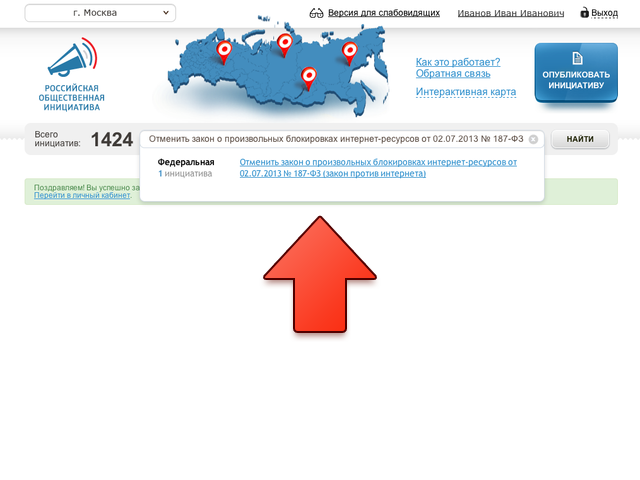 г. Москва
Версия для слабовидящих
Иванов Иван Иванович
Выход
РОССИЙСКАЯ
ОБЩЕСТВЕННАЯ
ИНИЦИАТИВА
Как это работает?
Обратная связь
Интерактивная карта
ОПУБЛИКОВАТЬ
ИНИЦИАТИВУ
Всего
инициатив:
1424
Отменить закон о произвольных блокировках интернет-ресурсов от 02.07.2013 № 187-ФЗ
НАЙТИ
Федеральная
1 инициатива
Отменить закон о произвольных блокировках интернет-ресурсов от
02.07.2013 № 187-ФЗ (закон против интернета)
Поздравляем! Вы успешно за
Перейти в личный кабинет.